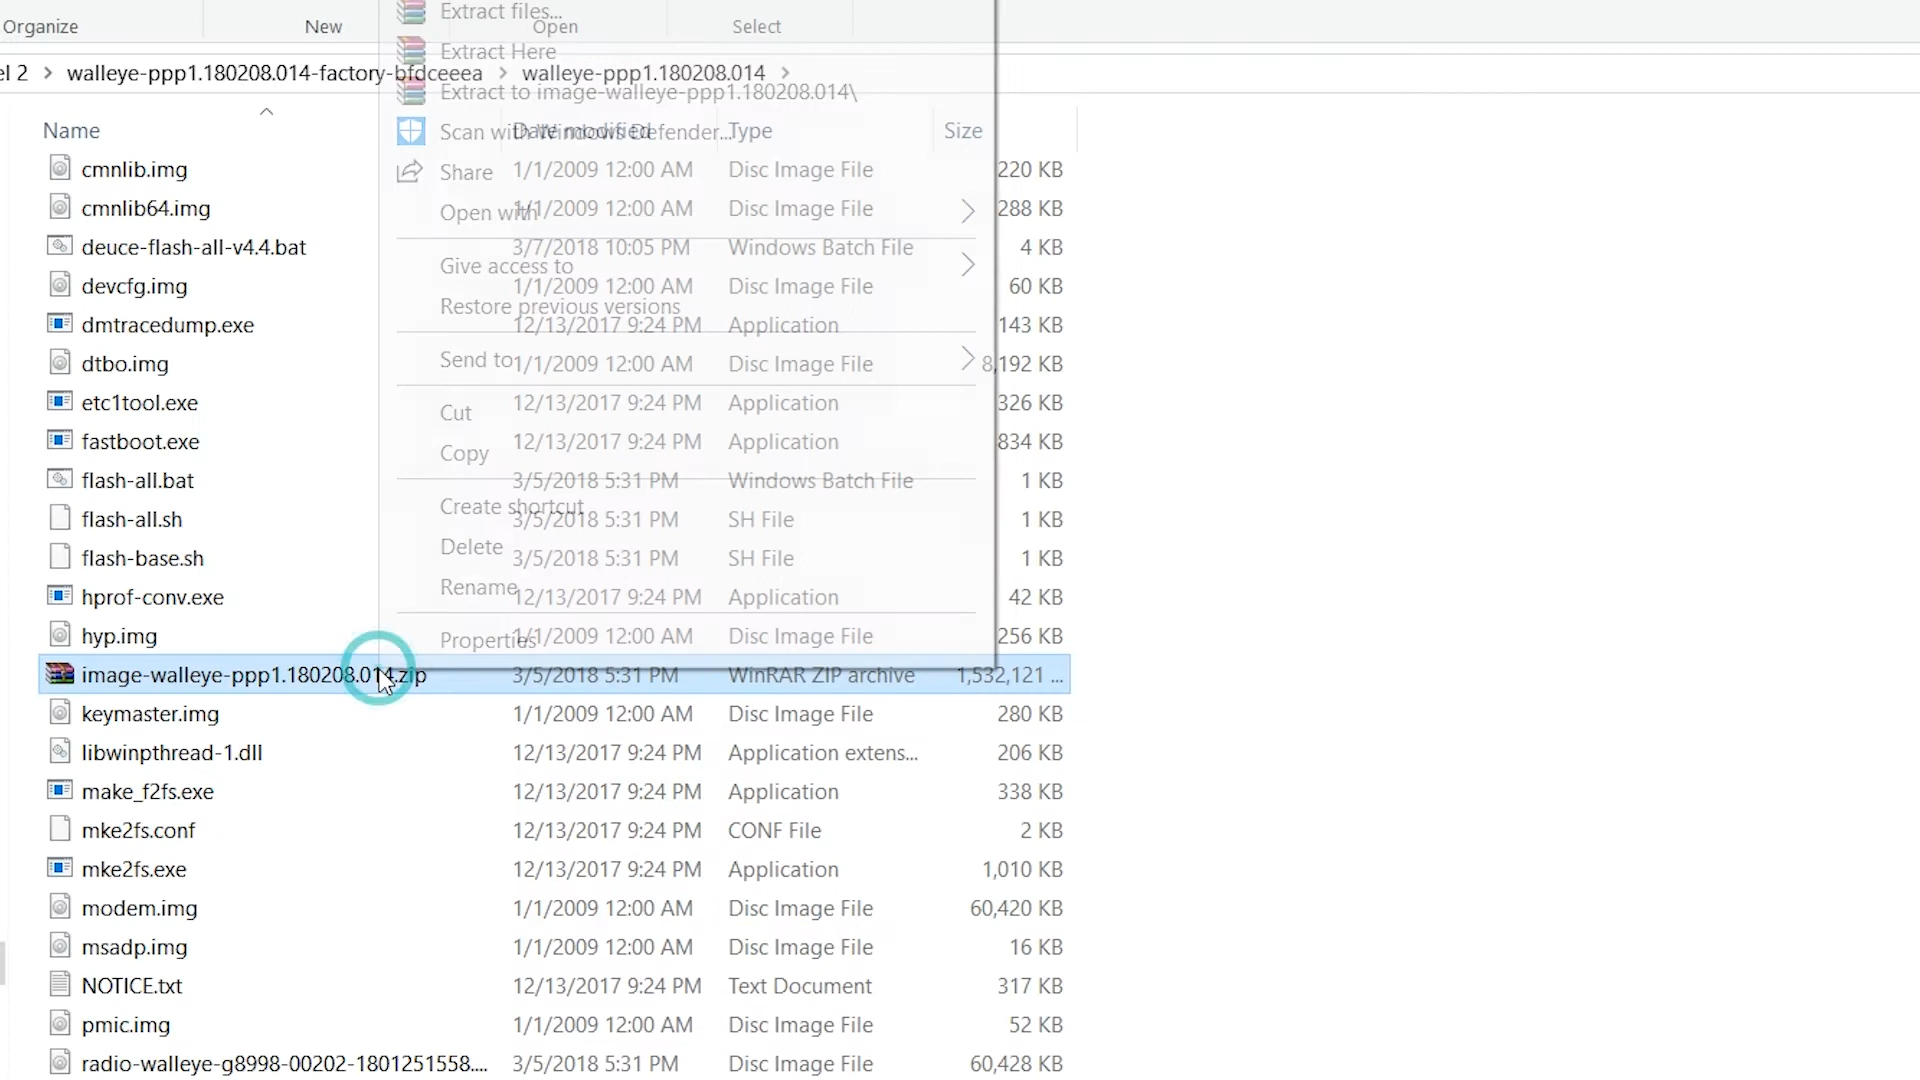 Organize New Open Select
Extract files...
Extract Here
Extract to image-walleye-ppp1.180208.014\
Scan with Windows Defender...
Share
Open with
Give access to
Restore previous versions
Send to
Cut
Copy
Create shortcut
Delete
Rename
Properties
el 2 > walleye-ppp1.180208.014-factory-bfdceeea > walleye-ppp1.180208.014 >
Name Date modified Type Size
cmnlib.img 1/1/2009 12:00 AM Disc Image File 220 KB
cmnlib64.img 1/1/2009 12:00 AM Disc Image File 288 KB
deuce-flash-all-v4.4.bat 3/7/2018 10:05 PM Windows Batch File 4 KB
devcfg.img 1/1/2009 12:00 AM Disc Image File 60 KB
dmtracedump.exe 12/13/2017 9:24 PM Application 143 KB
dtbo.img 1/1/2009 12:00 AM Disc Image File 8,192 KB
etc1tool.exe 12/13/2017 9:24 PM Application 326 KB
fastboot.exe 12/13/2017 9:24 PM Application 834 KB
flash-all.bat 3/5/2018 5:31 PM Windows Batch File 1 KB
flash-all.sh 3/5/2018 5:31 PM SH File 1 KB
flash-base.sh 3/5/2018 5:31 PM SH File 1 KB
hprof-conv.exe 12/13/2017 9:24 PM Application 42 KB
hyp.img 1/1/2009 12:00 AM Disc Image File 256 KB
image-walleye-ppp1.180208.014.zip 3/5/2018 5:31 PM WinRAR ZIP archive 1,532,121 ...
keymaster.img 1/1/2009 12:00 AM Disc Image File 280 KB
libwinpthread-1.dll 12/13/2017 9:24 PM Application extens... 206 KB
make_f2fs.exe 12/13/2017 9:24 PM Application 338 KB
mke2fs.conf 12/13/2017 9:24 PM CONF File 2 KB
mke2fs.exe 12/13/2017 9:24 PM Application 1,010 KB
modem.img 1/1/2009 12:00 AM Disc Image File 60,420 KB
msadp.img 1/1/2009 12:00 AM Disc Image File 16 KB
NOTICE.txt 12/13/2017 9:24 PM Text Document 317 KB
pmic.img 1/1/2009 12:00 AM Disc Image File 52 KB
radio-walleye-g8998-00202-1801251558.... 3/5/2018 5:31 PM Disc Image File 60,428 KB